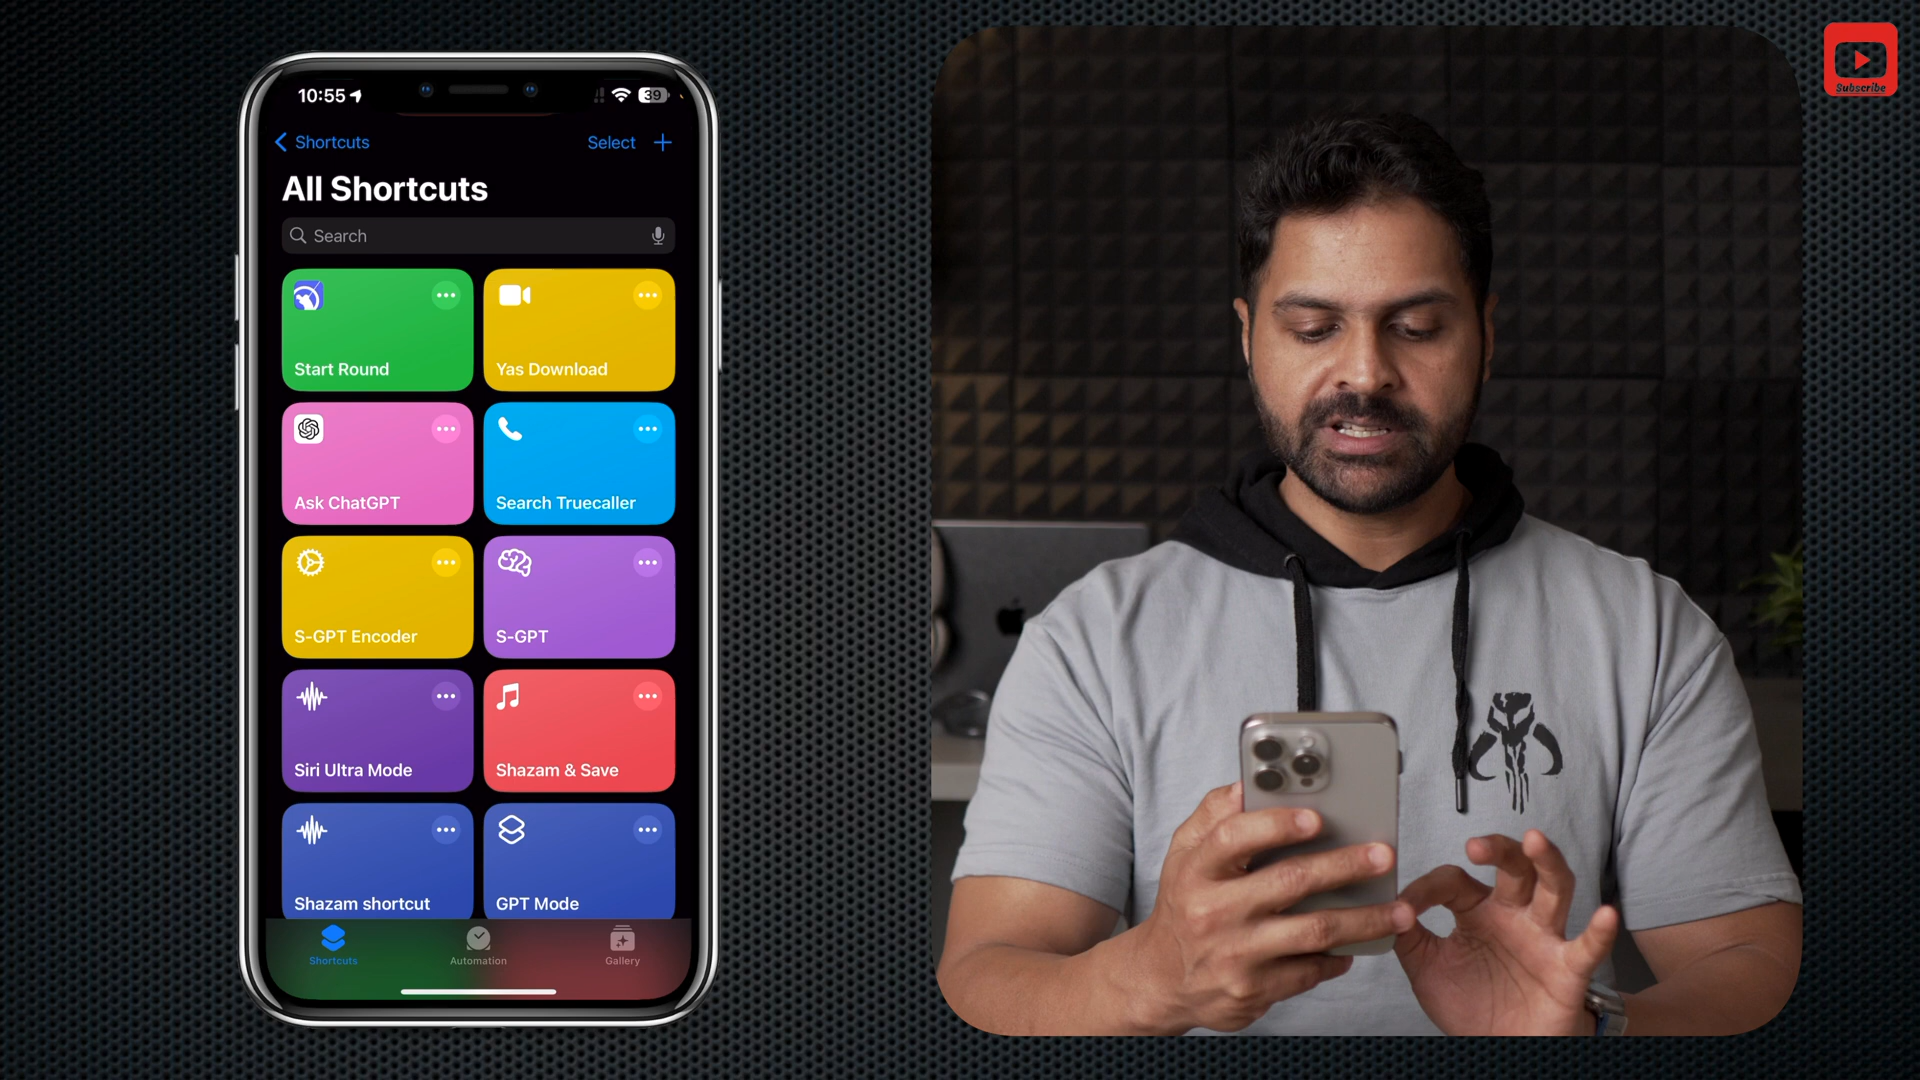 10:55
39
Shortcuts
Select
All Shortcuts
Search
Start Round
Yas Download
Ask ChatGPT
Search Truecaller
S-GPT Encoder
S-GPT
Siri Ultra Mode
Shazam & Save
Shazam shortcut
GPT Mode
Shortcuts
Automation
Gallery
Subscribe